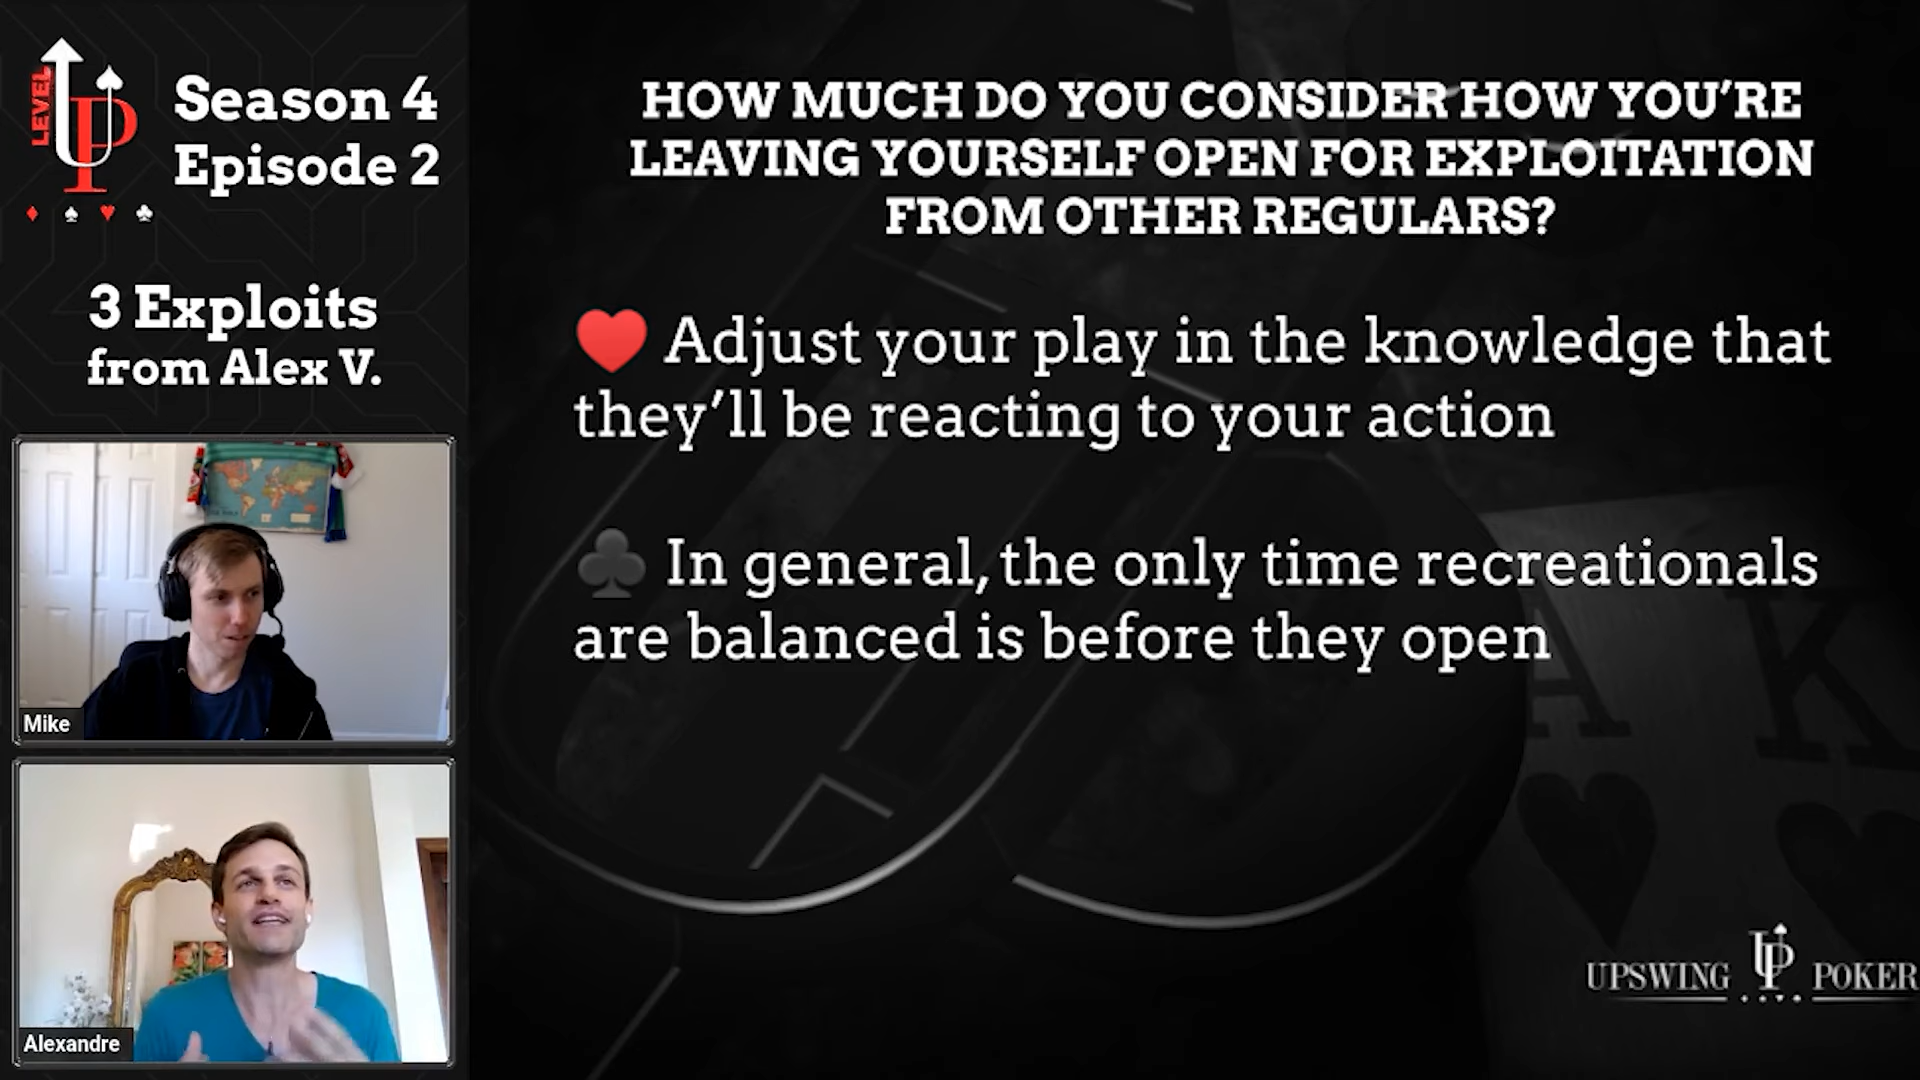 LEVEL
UP
Season 4
Episode 2
3 Exploits
from Alex V.
Mike
Alexandre
HOW MUCH DO YOU CONSIDER HOW YOU’RE
LEAVING YOURSELF OPEN FOR EXPLOITATION
FROM OTHER REGULARS?
Adjust your play in the knowledge that
they’ll be reacting to your action
In general, the only time recreationals
are balanced is before they open
A K
UPSWING UP POKER